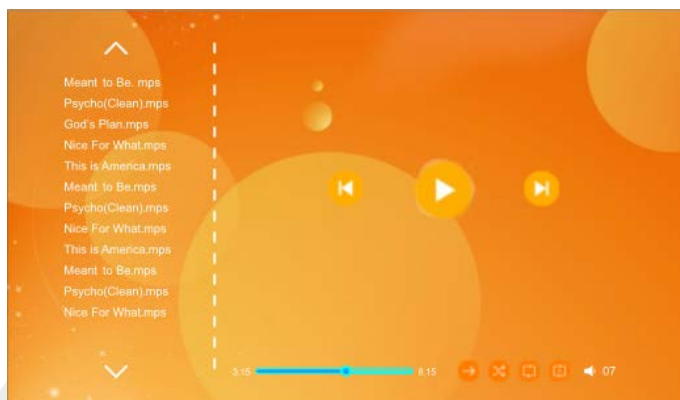 Meant to Be. mps
Psycho(Clean).mps
God's Plan.mps
Nice For What.mps
This is America.mps
Meant to Be.mps
Psycho(Clean).mps
Nice For What.mps
This is America.mps
Meant to Be.mps
Psycho(Clean).mps
Nice For What.mps
3:15 8:15 07